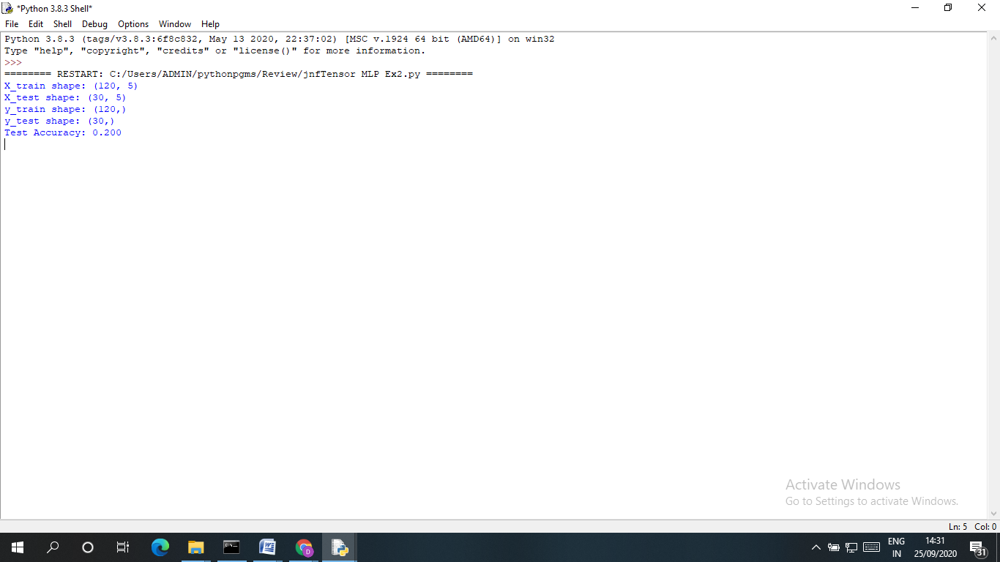 *Python 3.8.3 Shell*
File Edit Shell Debug Options Window Help
Python 3.8.3 (tags/v3.8.3:6f8c832, May 13 2020, 22:37:02) [MSC v.1924 64 bit (AMD64)] on win32
Type "help", "copyright", "credits" or "license()" for more information.
>>>
======== RESTART: C:/Users/ADMIN/pythonpgms/Review/jnfTensor MLP Ex2.py ========
X_train shape: (120, 5)
X_test shape: (30, 5)
y_train shape: (120,)
y_test shape: (30,)
Test Accuracy: 0.200
Activate Windows
Go to Settings to activate Windows.
Ln: 5 Col: 0
ENG 14:31
IN 25/09/2020 31